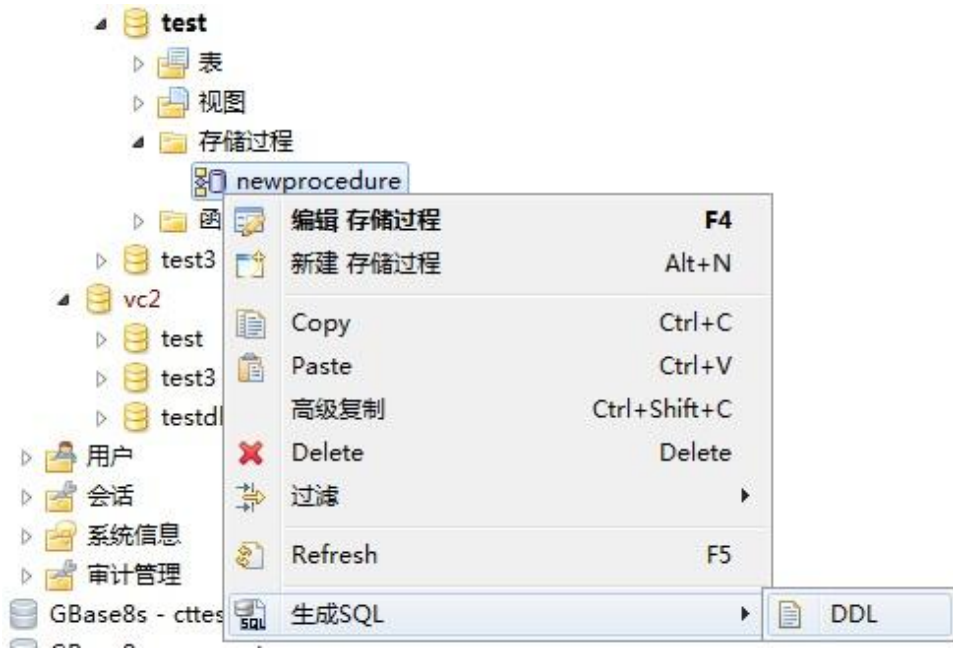 test
表
视图
存储过程
newprocedure
函
编辑 存储过程 F4
test3
新建 存储过程 Alt+N
vc2
Copy Ctrl+C
test
Paste Ctrl+V
test3
高级复制 Ctrl+Shift+C
testdl
Delete Delete
用户
过滤
会话
系统信息
Refresh F5
审计管理
GBase8s - cttes
SQL 生成SQL DDL